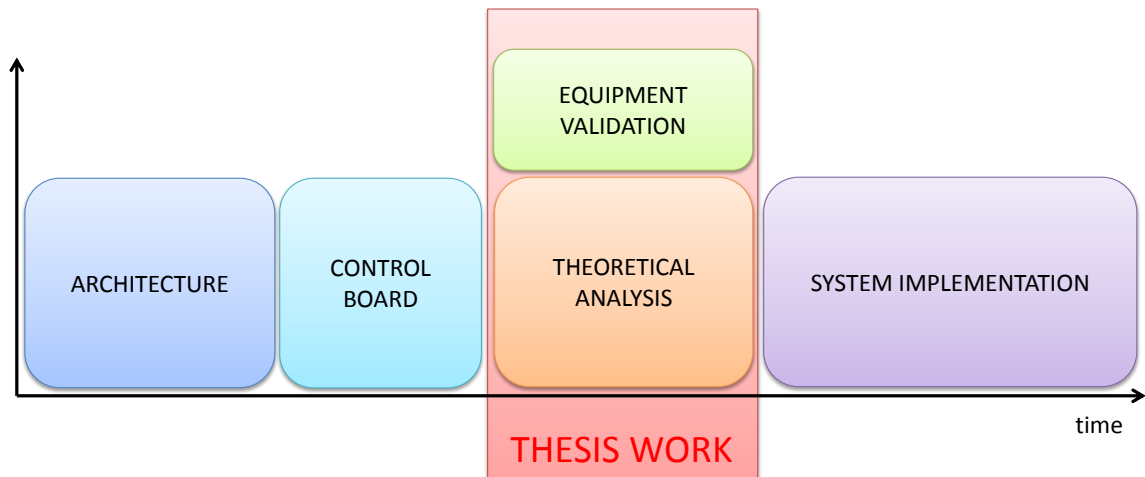 EQUIPMENT
VALIDATION
ARCHITECTURE
CONTROL
BOARD
THEORETICAL
ANALYSIS
SYSTEM IMPLEMENTATION
time
THESIS WORK